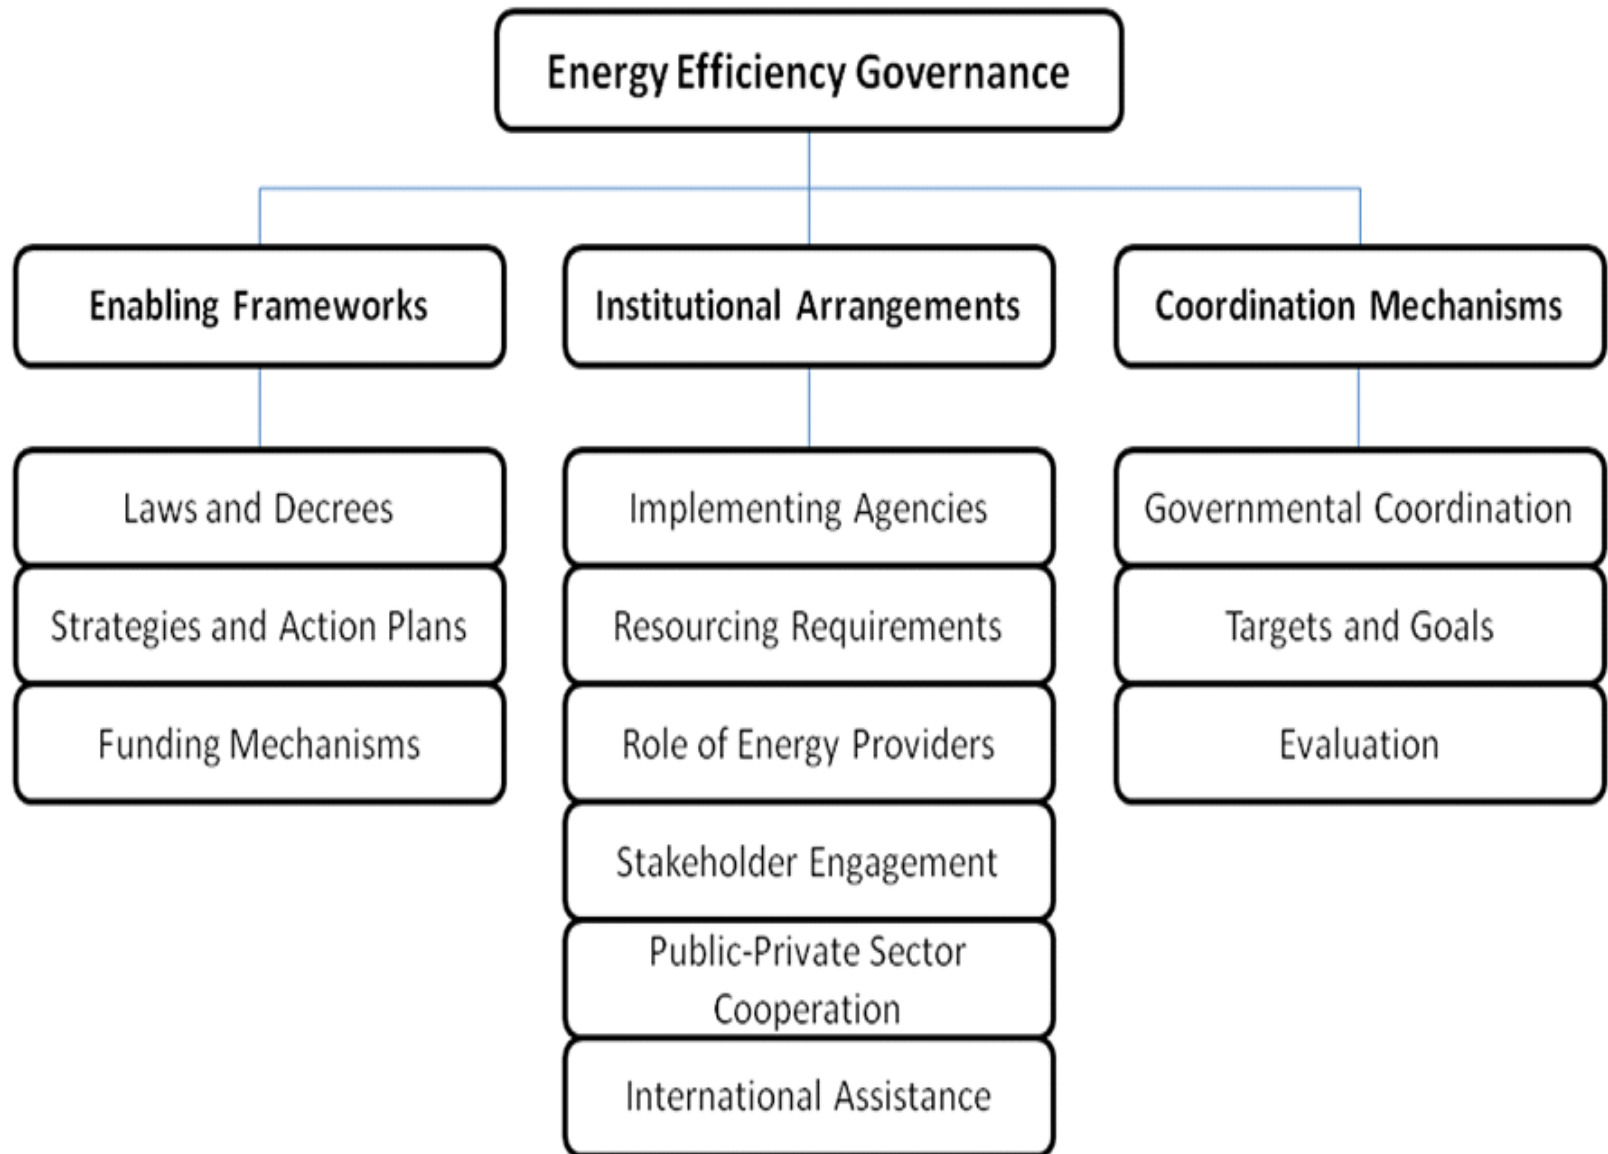 Energy Efficiency Governance
Enabling Frameworks
Institutional Arrangements
Coordination Mechanisms
Laws and Decrees
Strategies and Action Plans
Funding Mechanisms
Implementing Agencies
Resourcing Requirements
Role of Energy Providers
Stakeholder Engagement
Public-Private Sector
Cooperation
International Assistance
Governmental Coordination
Targets and Goals
Evaluation